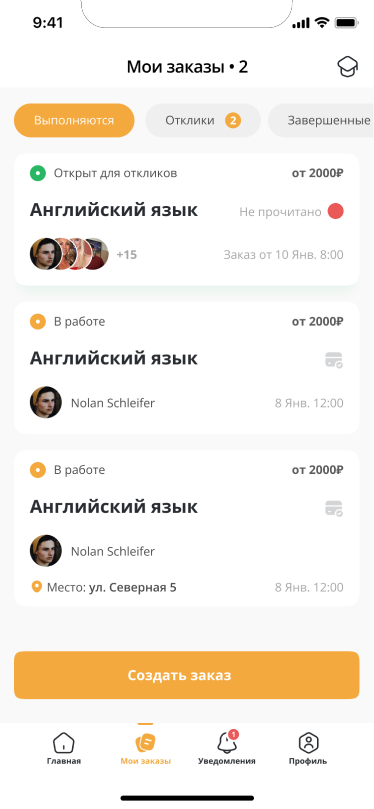 9:41
Мои заказы • 2
Выполняются
Отклики 2
Завершенные
Открыт для откликов от 2000₽
Английский язык Не прочитано
+15 Заказ от 10 Янв. 8:00
В работе от 2000₽
Английский язык
Nolan Schleifer 8 Янв. 12:00
В работе от 2000₽
Английский язык
Nolan Schleifer
Место: ул. Северная 5 8 Янв. 12:00
Создать заказ
1
Главная Мои заказы Уведомления Профиль